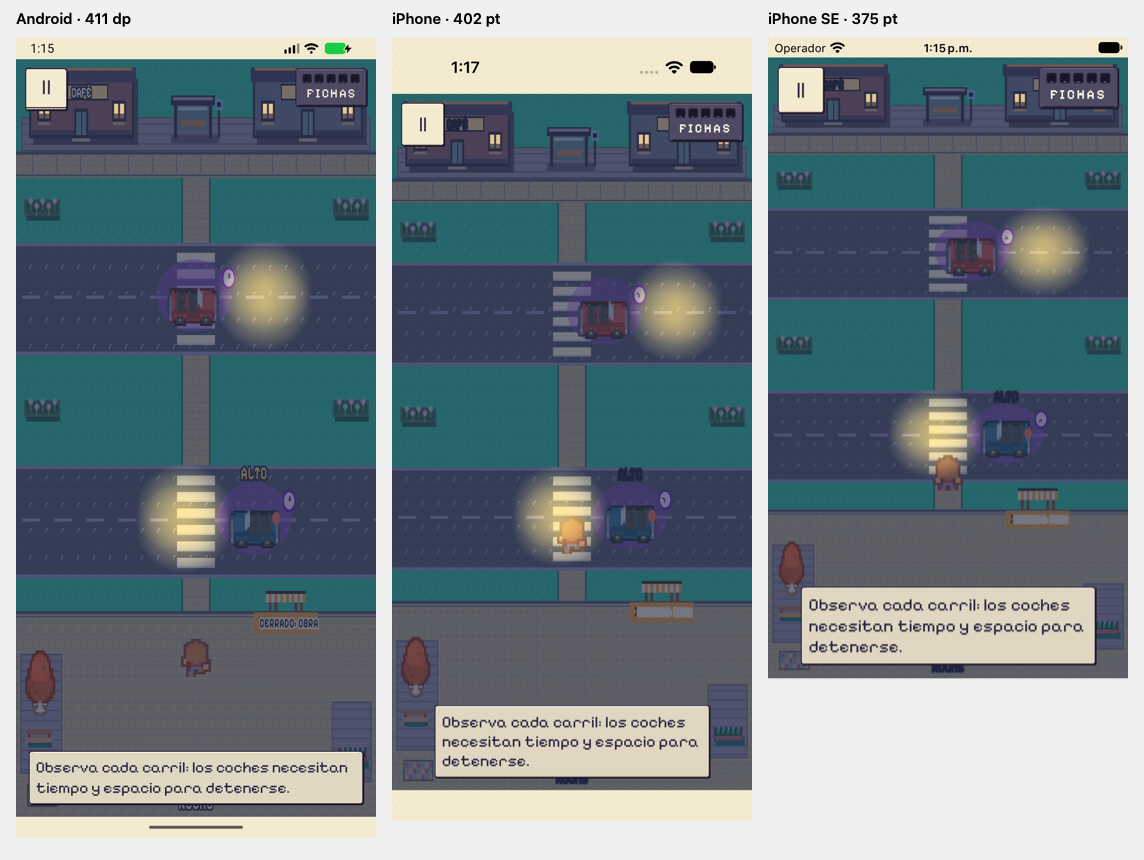 Android · 411 dp
1:15
CAFÉ
FICHAS
ALTO
CERRADO: OBRA
Observa cada carril: los coches necesitan
tiempo y espacio para detenerse.
iPhone · 402 pt
1:17
FICHAS
ALTO
Observa cada carril: los coches
necesitan tiempo y espacio para
detenerse.
iPhone SE · 375 pt
Operador
1:15 p.m.
FICHAS
ALTO
Observa cada carril: los coches
necesitan tiempo y espacio para
detenerse.